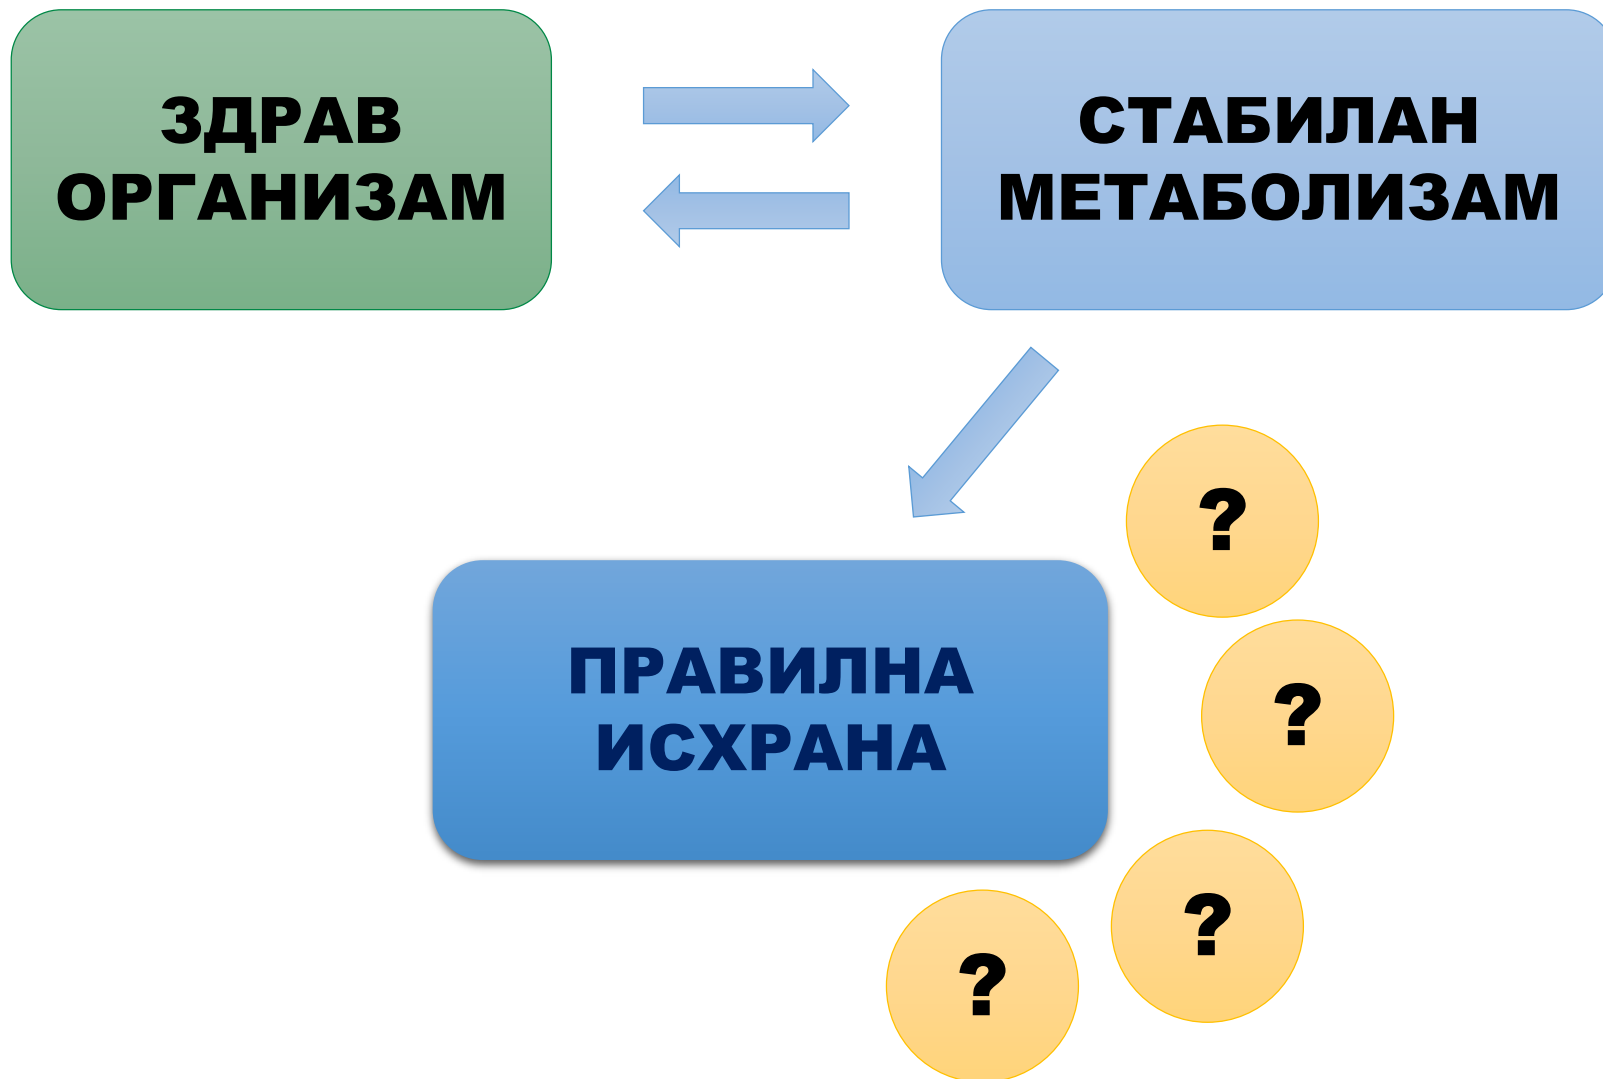 ЗДРАВ
ОРГАНИЗАМ
СТАБИЛАН
МЕТАБОЛИЗАМ
ПРАВИЛНА
ИСХРАНА
?
?
?
?